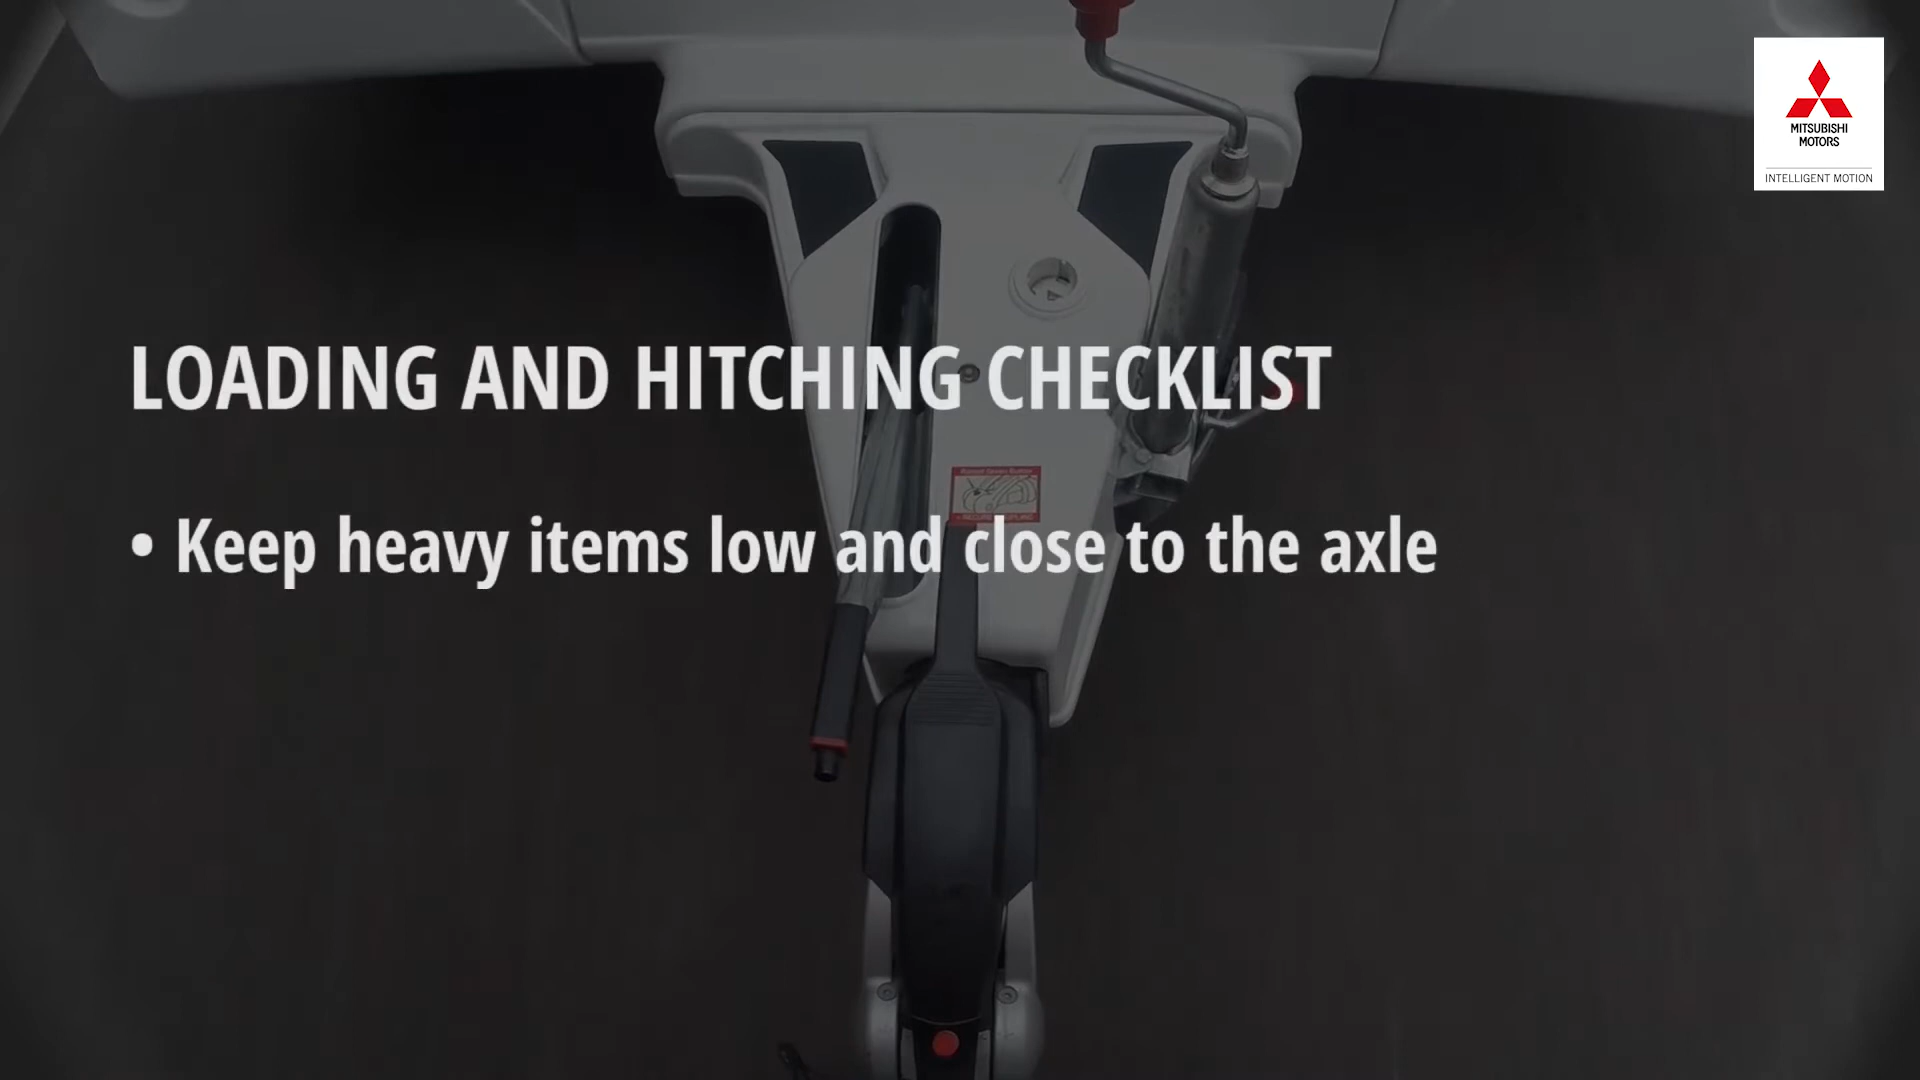 MITSUBISHI
MOTORS
INTELLIGENT MOTION
LOADING AND HITCHING CHECKLIST
• Keep heavy items low and close to the axle